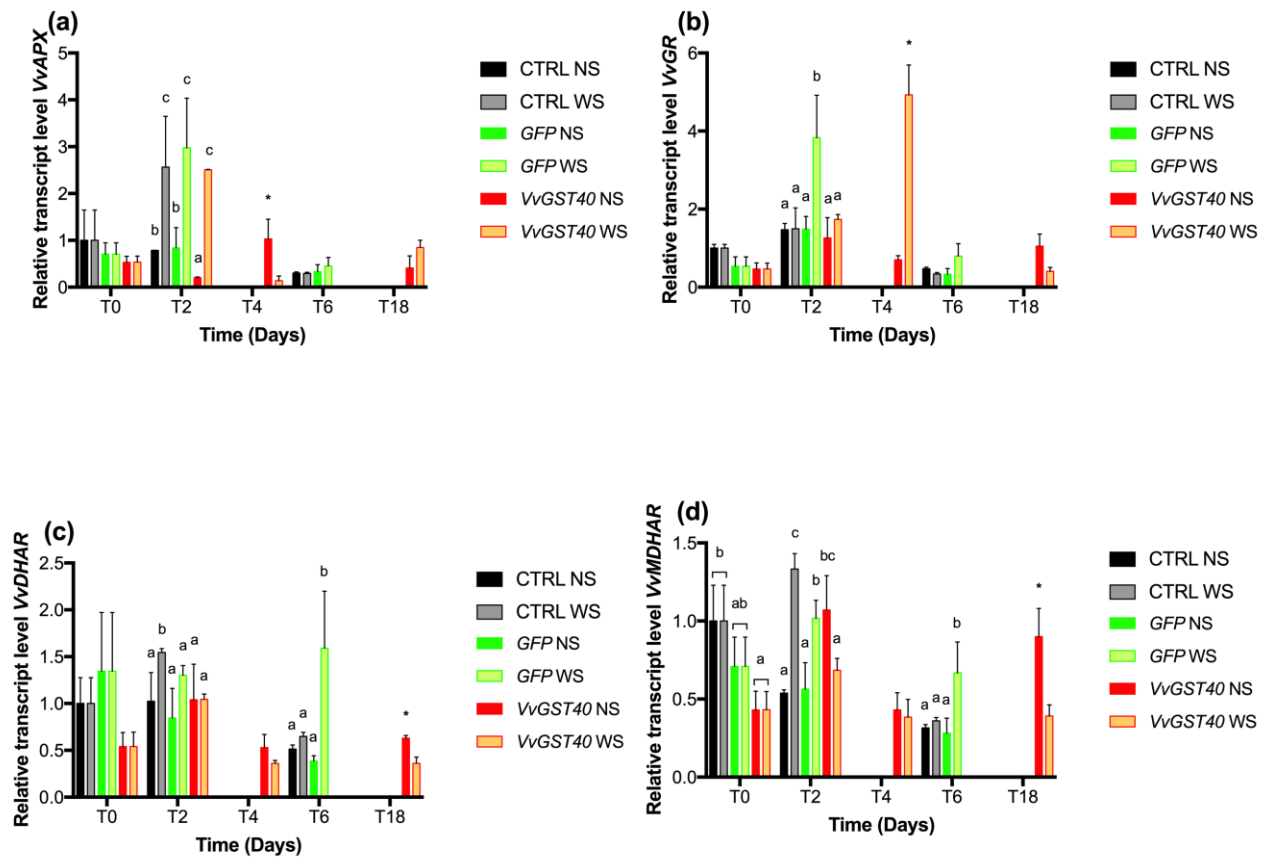 (a)
Relative transcript level VvAPX
5
4
3
2
1
0
b
c
b
c
a
c
*
T0 T2 T4 T6 T18
Time (Days)
CTRL NS
CTRL WS
GFP NS
GFP WS
VvGST40 NS
VvGST40 WS
(b)
Relative transcript level VvGR
6
4
2
0
a
a
a
b
a
a
*
T0 T2 T4 T6 T18
Time (Days)
CTRL NS
CTRL WS
GFP NS
GFP WS
VvGST40 NS
VvGST40 WS
(c)
Relative transcript level VvDHAR
2.5
2.0
1.5
1.0
0.5
0.0
a
b
a
a
a
a
a
a
a
b
*
T0 T2 T4 T6 T18
Time (Days)
CTRL NS
CTRL WS
GFP NS
GFP WS
VvGST40 NS
VvGST40 WS
(d)
Relative transcript level VvMDHAR
1.5
1.0
0.5
0.0
b
ab
a
a
c
a
b
bc
a
a
a
a
b
*
T0 T2 T4 T6 T18
Time (Days)
CTRL NS
CTRL WS
GFP NS
GFP WS
VvGST40 NS
VvGST40 WS